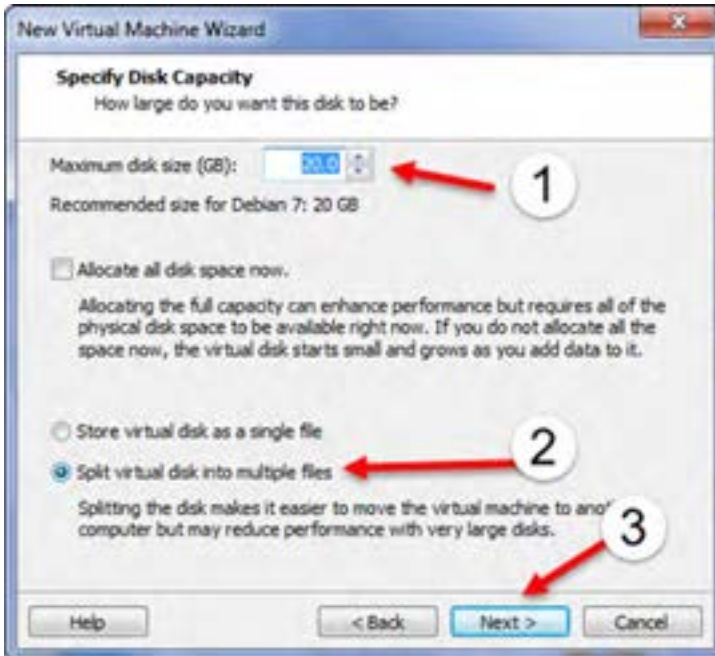 New Virtual Machine Wizard
Specify Disk Capacity
How large do you want this disk to be?
Maximum disk size (GB): 20.0
1
Recommended size for Debian 7: 20 GB
Allocate all disk space now.
Allocating the full capacity can enhance performance but requires all of the
physical disk space to be available right now. If you do not allocate all the
space now, the virtual disk starts small and grows as you add data to it.
Store virtual disk as a single file
2
Split virtual disk into multiple files
Splitting the disk makes it easier to move the virtual machine to
computer but may reduce performance with very large disks.
3
Help < Back Next > Cancel